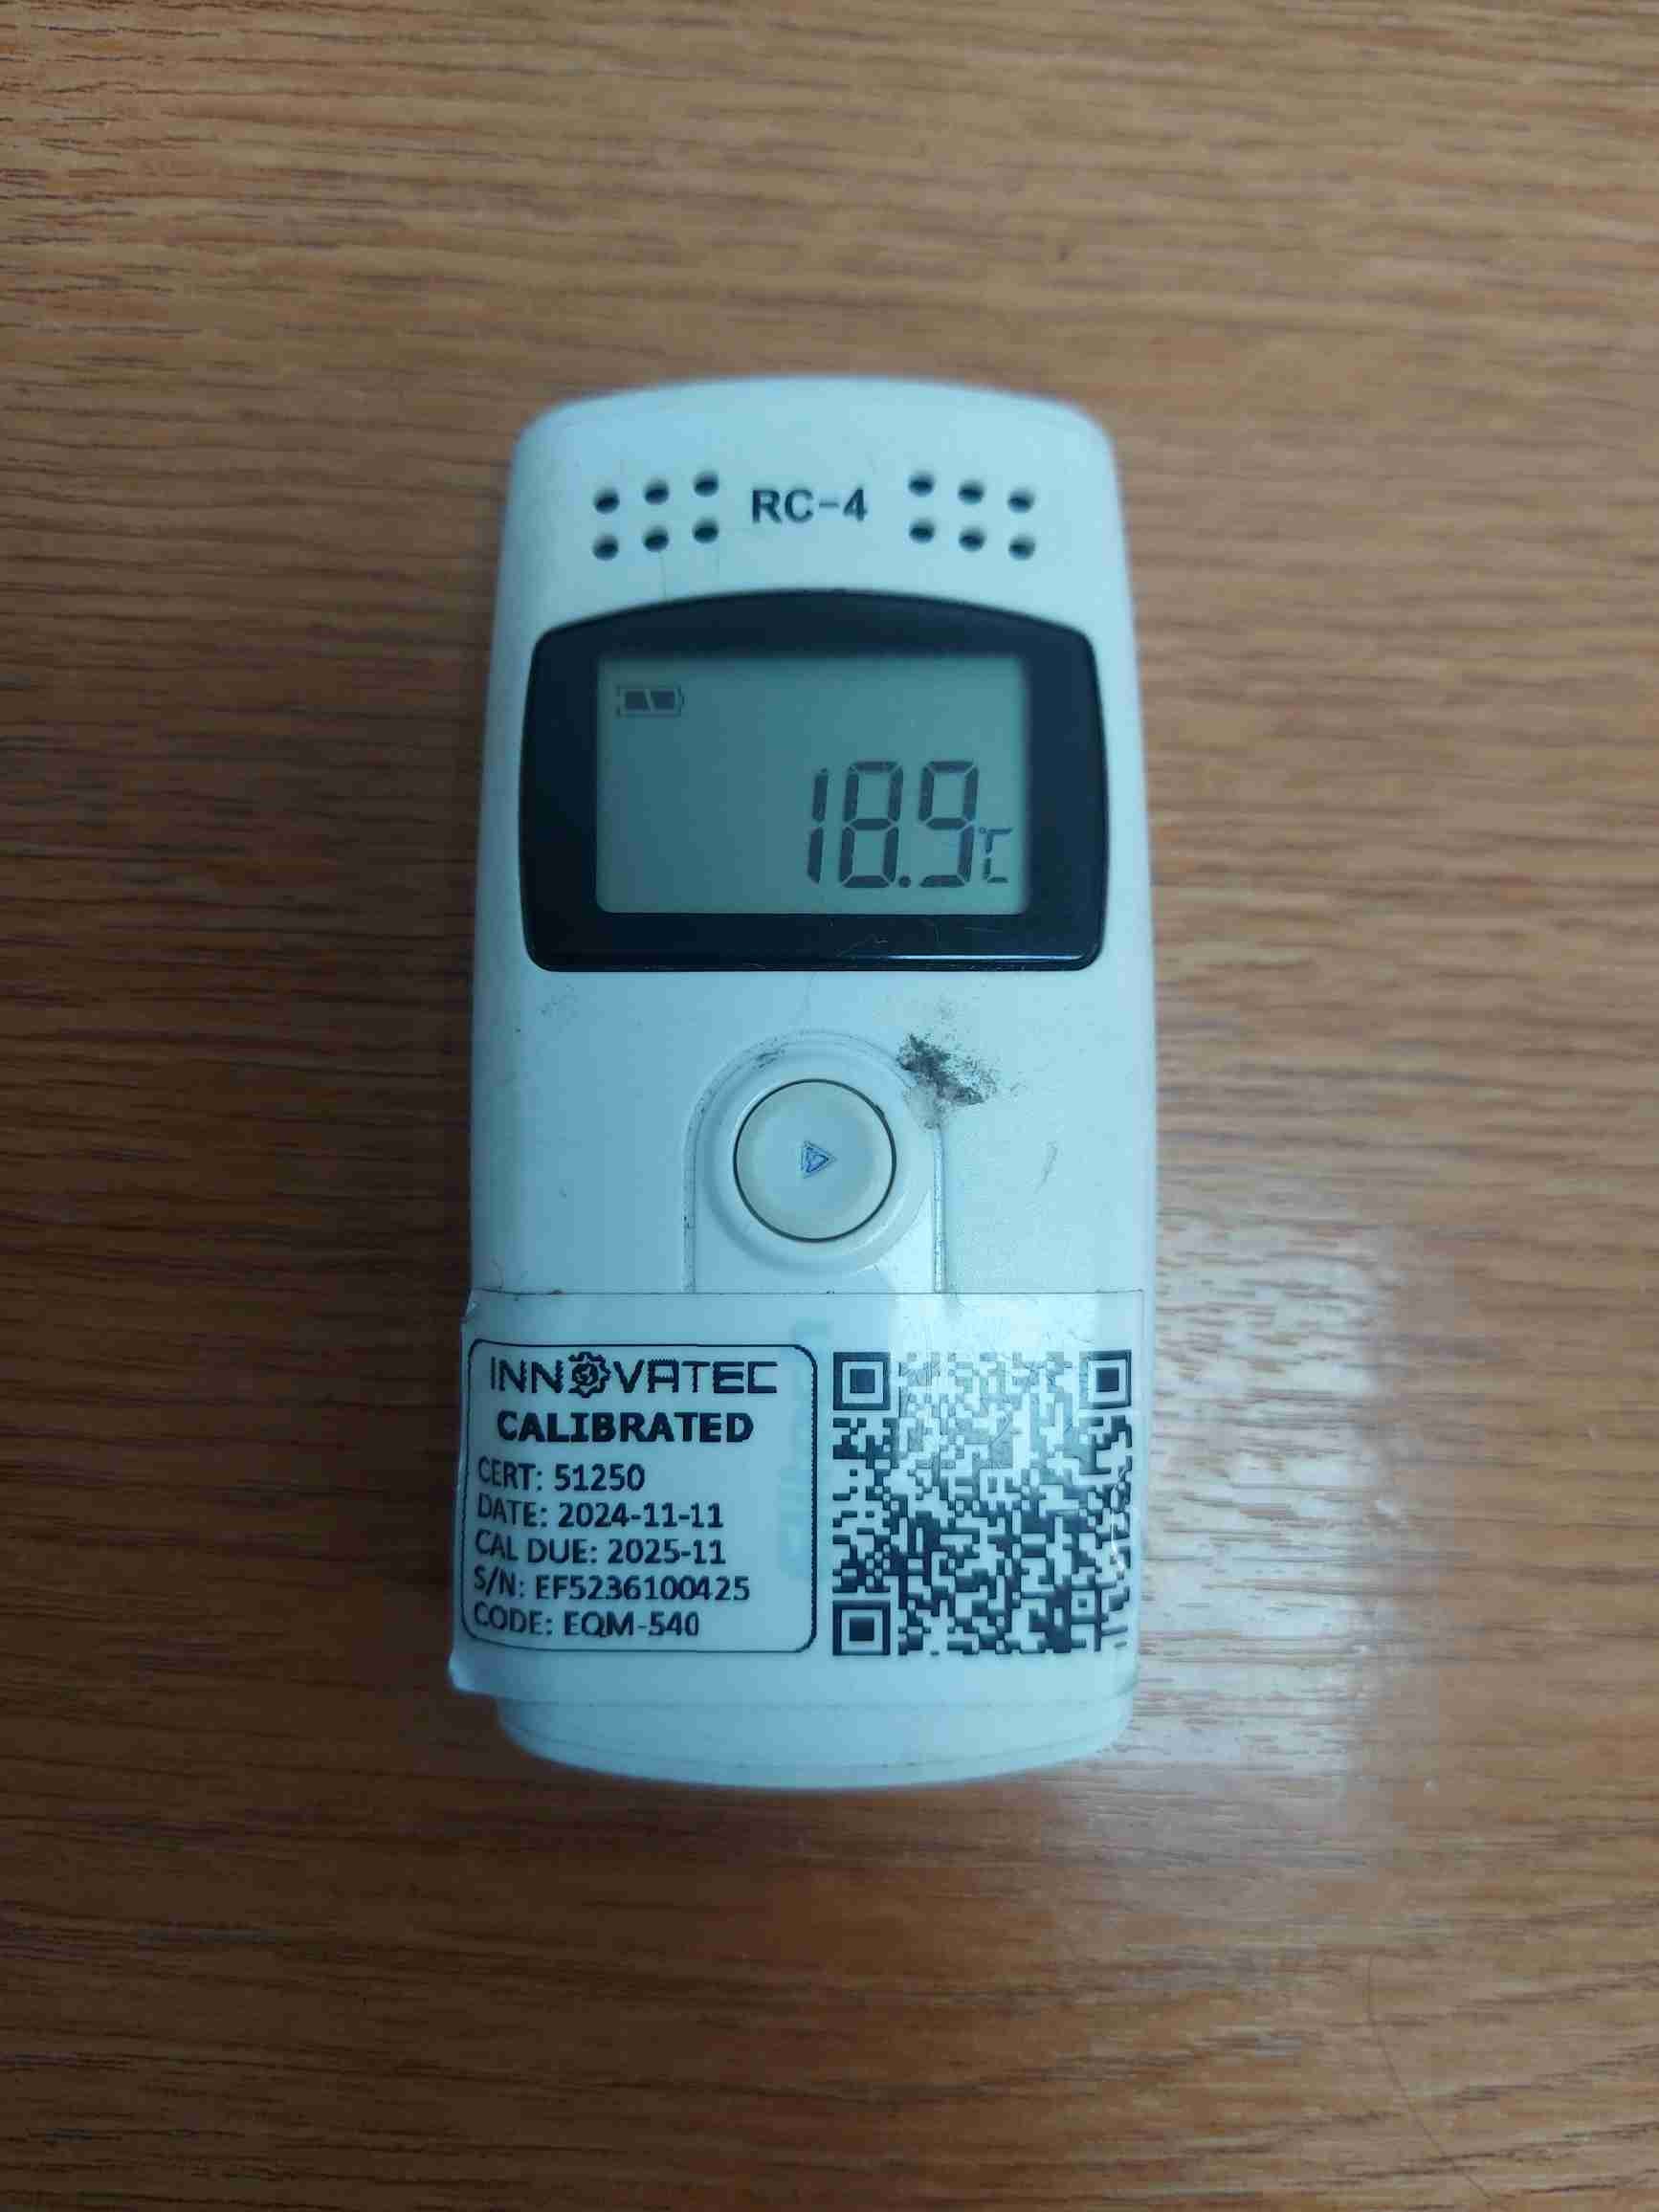 RC-4
18.9°C
INNOVATEC
CALIBRATED
CERT: 51250
DATE: 2024-11-11
CAL DUE: 2025-11
S/N: EF5236100425
CODE: EQM-540